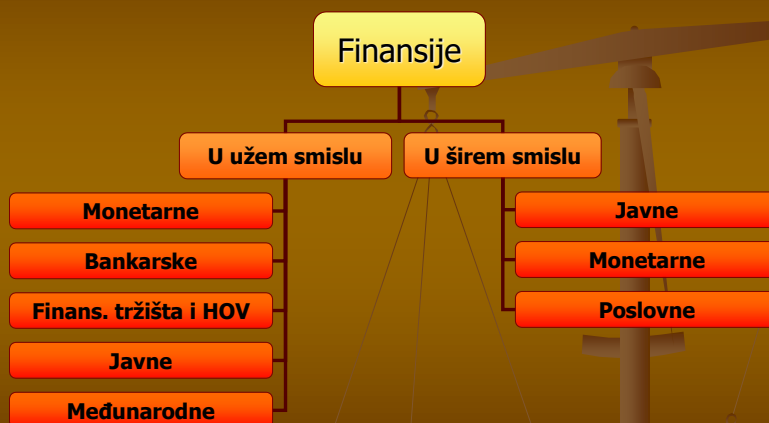 Finansije
U užem smislu
U širem smislu
Monetarne
Bankarske
Finans. tržišta i HOV
Javne
Međunarodne
Javne
Monetarne
Poslovne